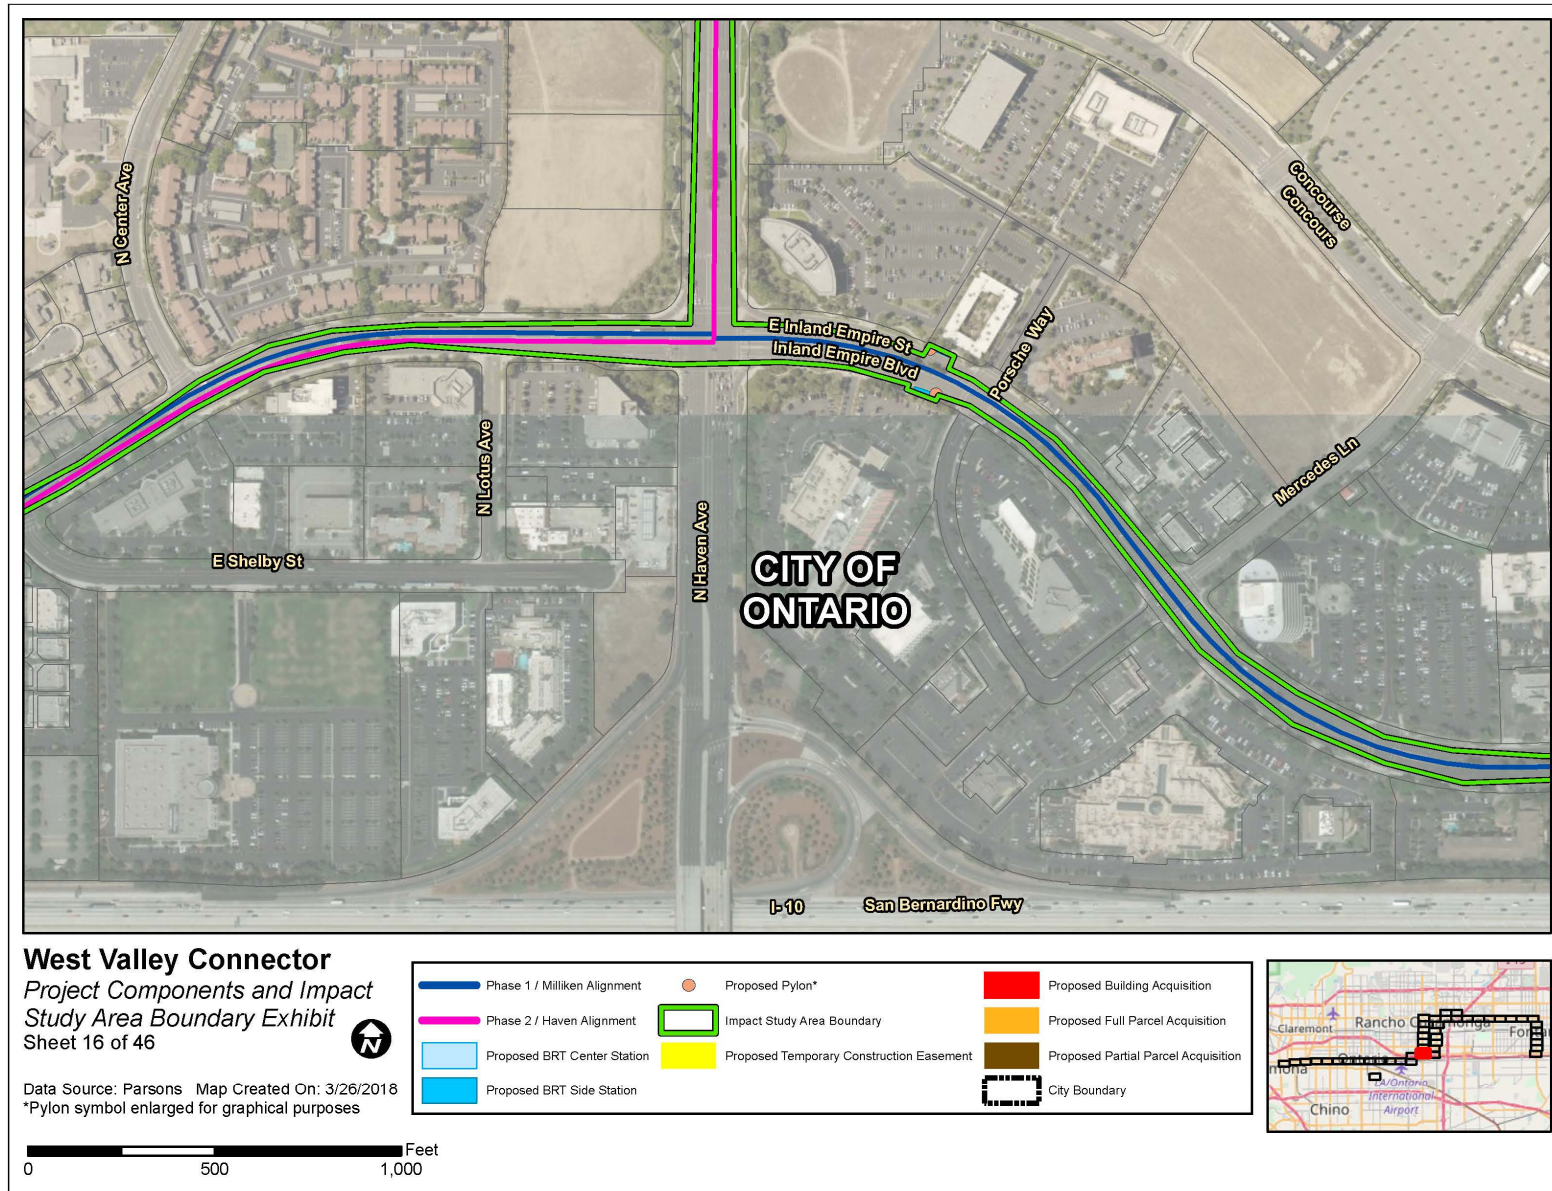 N Center Ave
Concourse
Concours
E Inland Empire St
Inland Empire Blvd
Porsche Way
N Lotus Ave
Mercedes Ln
N Haven Ave
E Shelby St
CITY OF
ONTARIO
I- 10
San Bernardino Fwy
West Valley Connector
Project Components and Impact
Study Area Boundary Exhibit
Sheet 16 of 46
N
Data Source: Parsons Map Created On: 3/26/2018
*Pylon symbol enlarged for graphical purposes
Feet
0 500 1,000
Phase 1 / Milliken Alignment
Phase 2 / Haven Alignment
Proposed BRT Center Station
Proposed BRT Side Station
Proposed Pylon*
Impact Study Area Boundary
Proposed Temporary Construction Easement
Proposed Building Acquisition
Proposed Full Parcel Acquisition
Proposed Partial Parcel Acquisition
City Boundary
Claremont
Rancho
Ontario
LA/Ontario
International
Airport
Chino